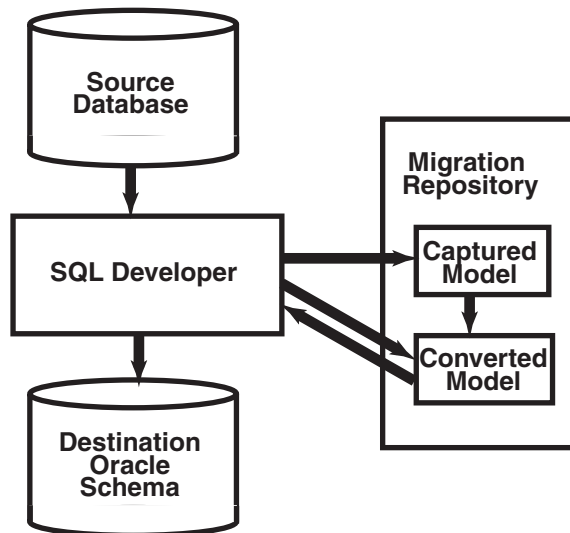 Source
Database
Migration
Repository
SQL Developer
Captured
Model
Converted
Model
Destination
Oracle
Schema